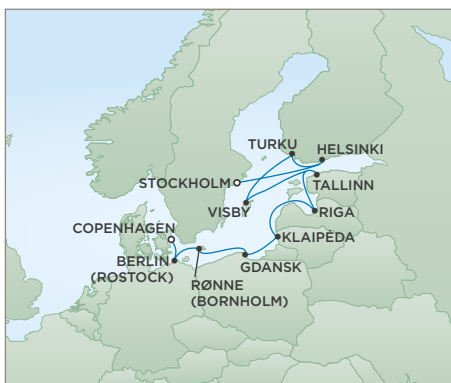 TURKU
HELSINKI
STOCKHOLM
TALLINN
VISBY
RIGA
COPENHAGEN
KLAIPĖDA
BERLIN
(ROSTOCK)
GDANSK
RØNNE
(BORNHOLM)